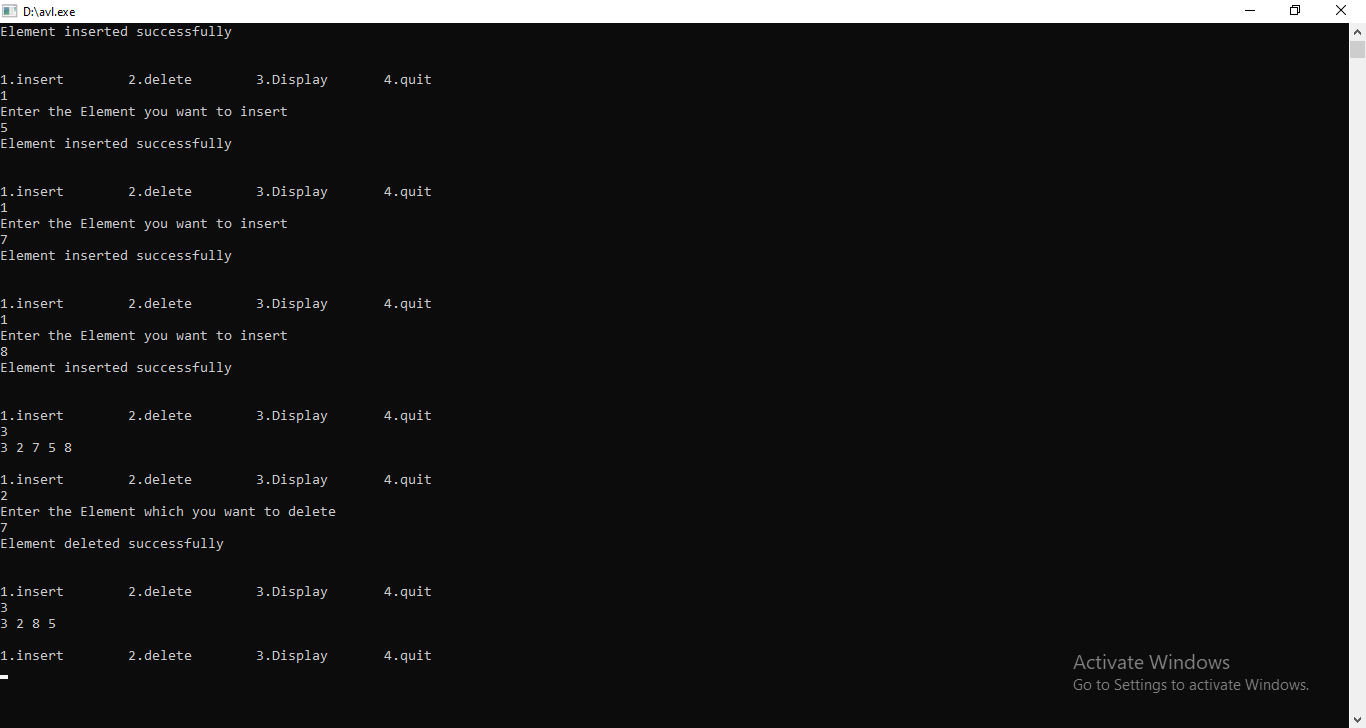 D:\avl.exe
Element inserted successfully
1.insert 2.delete 3.Display 4.quit
1
Enter the Element you want to insert
5
Element inserted successfully
1.insert 2.delete 3.Display 4.quit
1
Enter the Element you want to insert
7
Element inserted successfully
1.insert 2.delete 3.Display 4.quit
1
Enter the Element you want to insert
8
Element inserted successfully
1.insert 2.delete 3.Display 4.quit
3
3 2 7 5 8
1.insert 2.delete 3.Display 4.quit
2
Enter the Element which you want to delete
7
Element deleted successfully
1.insert 2.delete 3.Display 4.quit
3
3 2 8 5
1.insert 2.delete 3.Display 4.quit
Activate Windows
Go to Settings to activate Windows.